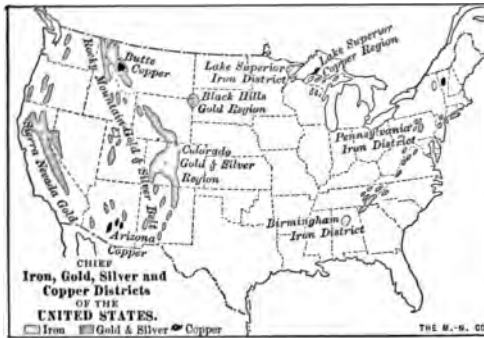 Butte
Copper
Rocky Mountain Gold & Silver Belt
Lake Superior
Iron District
Lake Superior
Copper Region
Black Hills
Gold Region
Colorado
Gold & Silver
Region
Sierra Nevada Gold
Pennsylvania
Iron District
Birmingham
Iron District
Arizona
Copper
CHIEF
Iron, Gold, Silver and
Copper Districts
OF THE
UNITED STATES.
Iron Gold & Silver Copper
THE M.-N. CO